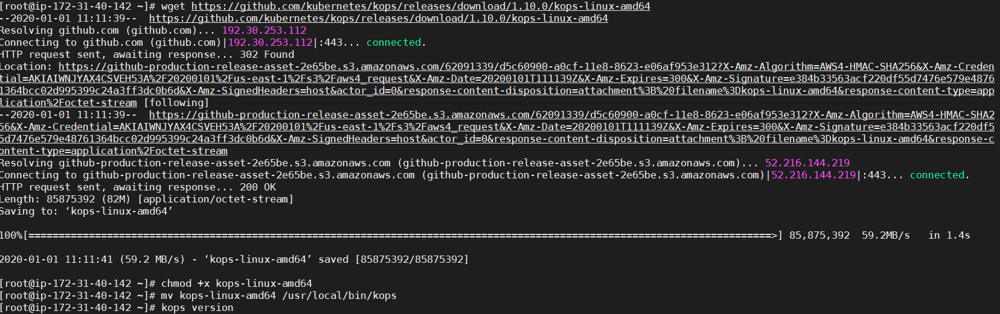 [root@ip-172-31-40-142 ~]# wget https://github.com/kubernetes/kops/releases/download/1.10.0/kops-linux-amd64
--2020-01-01 11:11:39--  https://github.com/kubernetes/kops/releases/download/1.10.0/kops-linux-amd64
Resolving github.com (github.com)... 192.30.253.112
Connecting to github.com (github.com)|192.30.253.112|:443... connected.
HTTP request sent, awaiting response... 302 Found
Location: https://github-production-release-asset-2e65be.s3.amazonaws.com/62091339/d5c60900-a0cf-11e8-8623-e06af953e312?X-Amz-Algorithm=AWS4-HMAC-SHA256&X-Amz-Creden
tial=AKIAIWNJYAX4CSVEH53A%2F20200101%2Fus-east-1%2Fs3%2Faws4_request&X-Amz-Date=20200101T111139Z&X-Amz-Expires=300&X-Amz-Signature=e384b33563acf220df55d7476e579e4876
1364bcc02d995399c24a3ff3dc0b6d&X-Amz-SignedHeaders=host&actor_id=0&response-content-disposition=attachment%3B%20filename%3Dkops-linux-amd64&response-content-type=app
lication%2Foctet-stream [following]
--2020-01-01 11:11:39--  https://github-production-release-asset-2e65be.s3.amazonaws.com/62091339/d5c60900-a0cf-11e8-8623-e06af953e312?X-Amz-Algorithm=AWS4-HMAC-SHA2
56&X-Amz-Credential=AKIAIWNJYAX4CSVEH53A%2F20200101%2Fus-east-1%2Fs3%2Faws4_request&X-Amz-Date=20200101T111139Z&X-Amz-Expires=300&X-Amz-Signature=e384b33563acf220df5
5d7476e579e48761364bcc02d995399c24a3ff3dc0b6d&X-Amz-SignedHeaders=host&actor_id=0&response-content-disposition=attachment%3B%20filename%3Dkops-linux-amd64&response-c
ontent-type=application%2Foctet-stream
Resolving github-production-release-asset-2e65be.s3.amazonaws.com (github-production-release-asset-2e65be.s3.amazonaws.com)... 52.216.144.219
Connecting to github-production-release-asset-2e65be.s3.amazonaws.com (github-production-release-asset-2e65be.s3.amazonaws.com)|52.216.144.219|:443... connected.
HTTP request sent, awaiting response... 200 OK
Length: 85875392 (82M) [application/octet-stream]
Saving to: ‘kops-linux-amd64’
100%[===========================================================================================================================>] 85,875,392  59.2MB/s   in 1.4s
2020-01-01 11:11:41 (59.2 MB/s) - ‘kops-linux-amd64’ saved [85875392/85875392]
[root@ip-172-31-40-142 ~]# chmod +x kops-linux-amd64
[root@ip-172-31-40-142 ~]# mv kops-linux-amd64 /usr/local/bin/kops
[root@ip-172-31-40-142 ~]# kops version